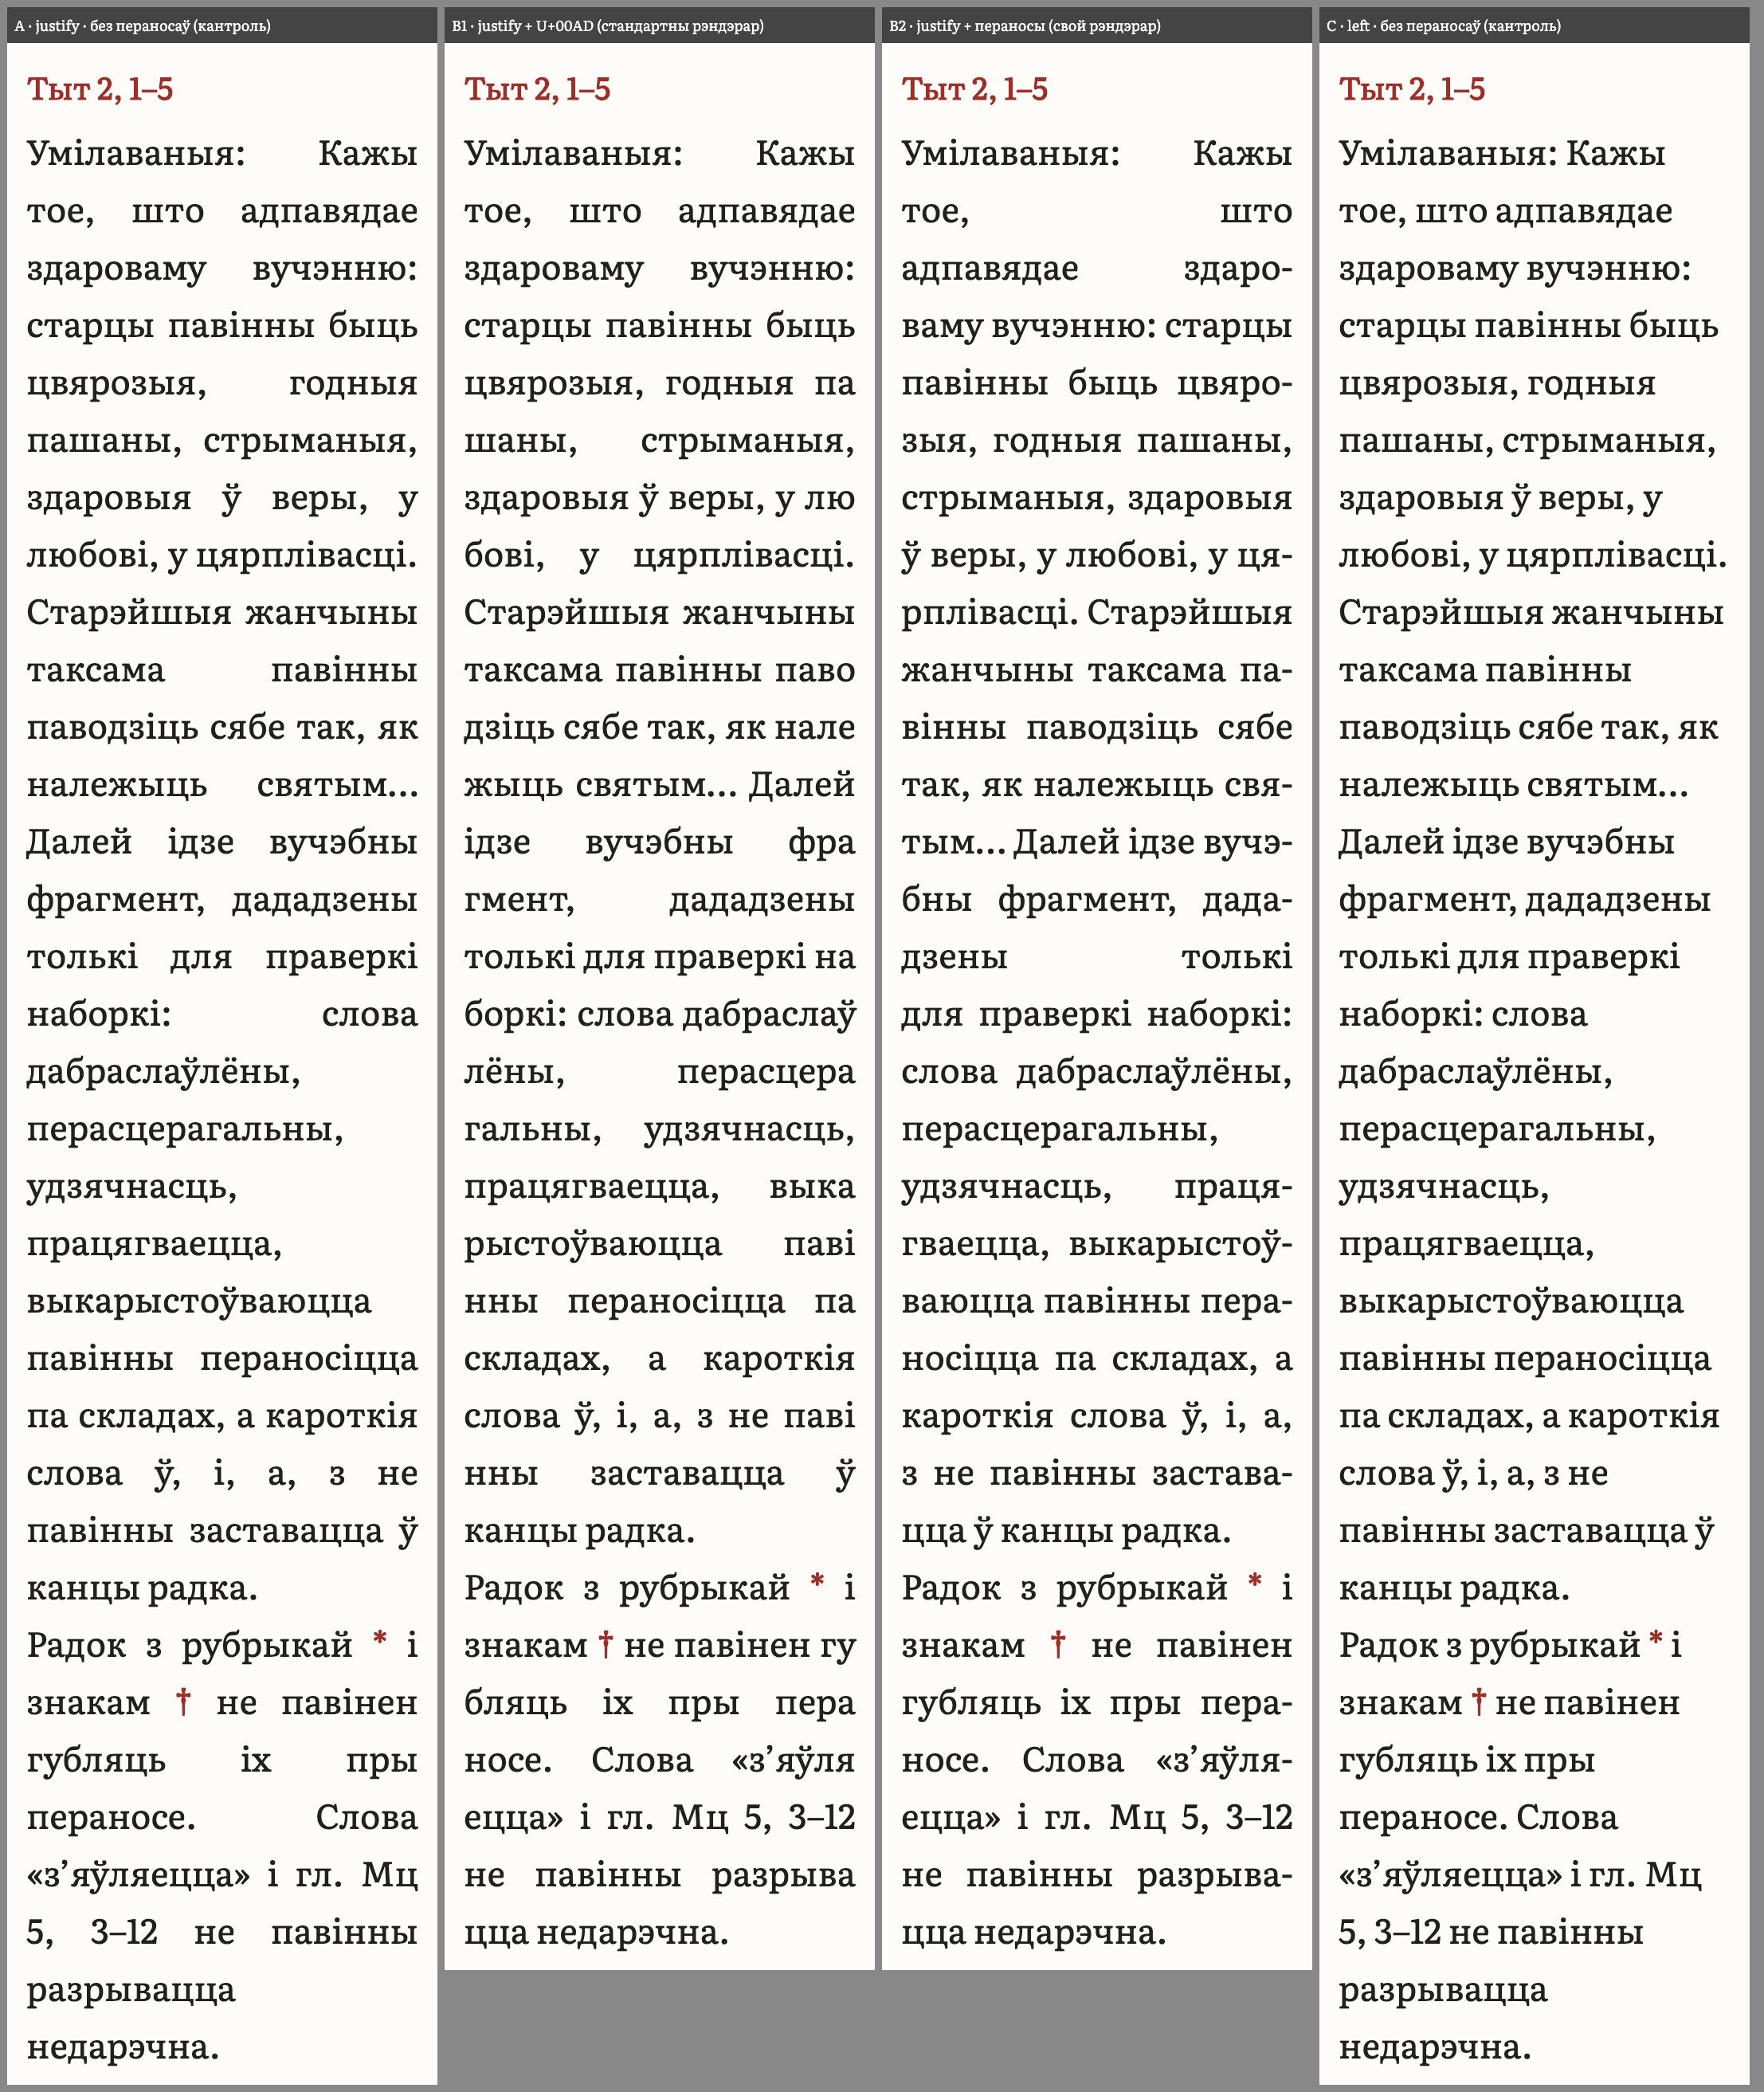 A · justify · без пераносаў (кантроль)
Тыт 2, 1–5
Умілаваныя: Кажы
тое, што адпавядае
здароваму вучэнню:
старцы павінны быць
цвярозыя, годныя
пашаны, стрыманыя,
здаровыя ў веры, у
любові, у цярплівасці.
Старэйшыя жанчыны
таксама павінны
паводзіць сябе так, як
належыць святым...
Далей ідзе вучэбны
фрагмент, дададзены
толькі для праверкі
наборкі: слова
дабраслаўлёны,
перасцерагальны,
удзячнасць,
працягваецца,
выкарыстоўваюцца
павінны пераносіцца
па складах, а кароткія
слова ў, і, а, з не
павінны заставацца ў
канцы радка.
Радок з рубрыкай * і
знакам † не павінен
губляць іх пры
пераносе. Слова
«з’яўляецца» і гл. Мц
5, 3–12 не павінны
разрывацца
недарэчна.
B1 · justify + U+00AD (стандартны рэндэрар)
Тыт 2, 1–5
Умілаваныя: Кажы
тое, што адпавядае
здароваму вучэнню:
старцы павінны быць
цвярозыя, годныя па
шаны, стрыманыя,
здаровыя ў веры, у лю
бові, у цярплівасці.
Старэйшыя жанчыны
таксама павінны паво
дзіць сябе так, як нале
жыць святым... Далей
ідзе вучэбны фра
гмент, дададзены
толькі для праверкі на
боркі: слова дабраслаў
лёны, перасцера
гальны, удзячнасць,
працягваецца, выка
рыстоўваюцца паві
нны пераносіцца па
складах, а кароткія
слова ў, і, а, з не паві
нны заставацца ў
канцы радка.
Радок з рубрыкай * і
знакам † не павінен гу
бляць іх пры пера
носе. Слова «з’яўля
ецца» і гл. Мц 5, 3–12
не павінны разрыва
цца недарэчна.
B2 · justify + пераносы (свой рэндэрар)
Тыт 2, 1–5
Умілаваныя: Кажы
тое, што
адпавядае здаро-
ваму вучэнню: старцы
павінны быць цвяро-
зыя, годныя пашаны,
стрыманыя, здаровыя
ў веры, у любові, у ця-
рплівасці. Старэйшыя
жанчыны таксама па-
вінны паводзіць сябе
так, як належыць свя-
тым... Далей ідзе вучэ-
бны фрагмент, дада-
дзены толькі
для праверкі наборкі:
слова дабраслаўлёны,
перасцерагальны,
удзячнасць, праця-
гваецца, выкарыстоў-
ваюцца павінны пера-
носіцца па складах, а
кароткія слова ў, і, а,
з не павінны застава-
цца ў канцы радка.
Радок з рубрыкай * і
знакам † не павінен
губляць іх пры пера-
носе. Слова «з’яўля-
ецца» і гл. Мц 5, 3–12
не павінны разрыва-
цца недарэчна.
C · left · без пераносаў (кантроль)
Тыт 2, 1–5
Умілаваныя: Кажы
тое, што адпавядае
здароваму вучэнню:
старцы павінны быць
цвярозыя, годныя
пашаны, стрыманыя,
здаровыя ў веры, у
любові, у цярплівасці.
Старэйшыя жанчыны
таксама павінны
паводзіць сябе так, як
належыць святым...
Далей ідзе вучэбны
фрагмент, дададзены
толькі для праверкі
наборкі: слова
дабраслаўлёны,
перасцерагальны,
удзячнасць,
працягваецца,
выкарыстоўваюцца
павінны пераносіцца
па складах, а кароткія
слова ў, і, а, з не
павінны заставацца ў
канцы радка.
Радок з рубрыкай * і
знакам † не павінен
губляць іх пры
пераносе. Слова
«з’яўляецца» і гл. Мц
5, 3–12 не павінны
разрывацца
недарэчна.